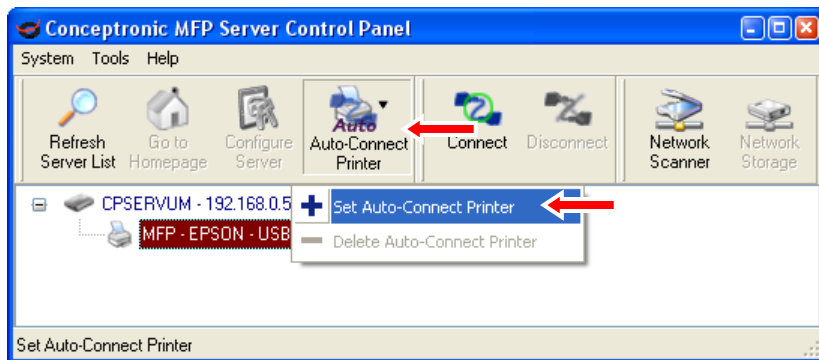 Conceptronic MFP Server Control Panel
System Tools Help
Refresh Server List
Go to Homepage
Configure Server
Auto
Auto-Connect Printer
Connect
Disconnect
Network Scanner
Network Storage
CPSERVUM - 192.168.0.5
MFP - EPSON - USB
Set Auto-Connect Printer
Delete Auto-Connect Printer
Set Auto-Connect Printer